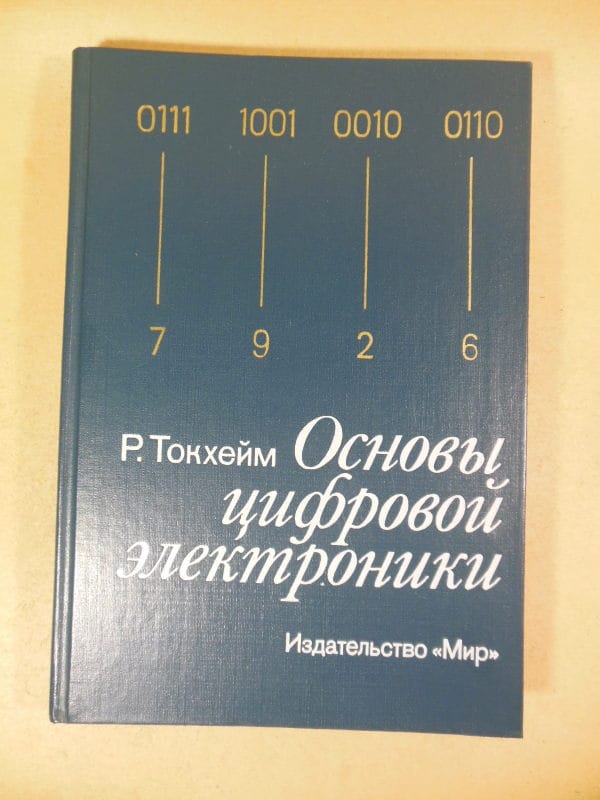 0111 1001 0010 0110
7 9 2 6
Р. Токхейм Основы
цифровой
электроники
Издательство «Мир»